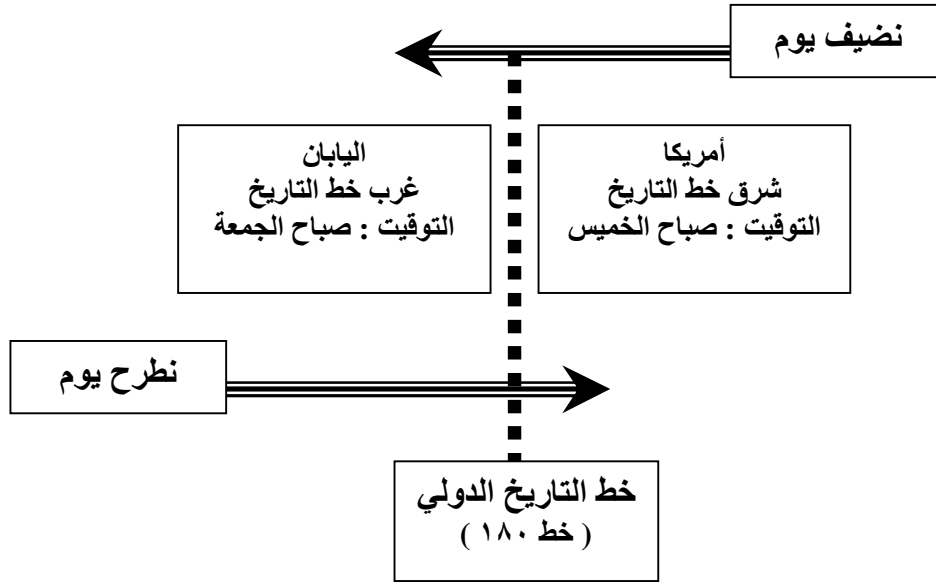 نضيف يوم
أمريكا
شرق خط التاريخ
التوقيت : صباح الخميس
اليابان
غرب خط التاريخ
التوقيت : صباح الجمعة
نطرح يوم
خط التاريخ الدولي
( خط ١٨٠ )